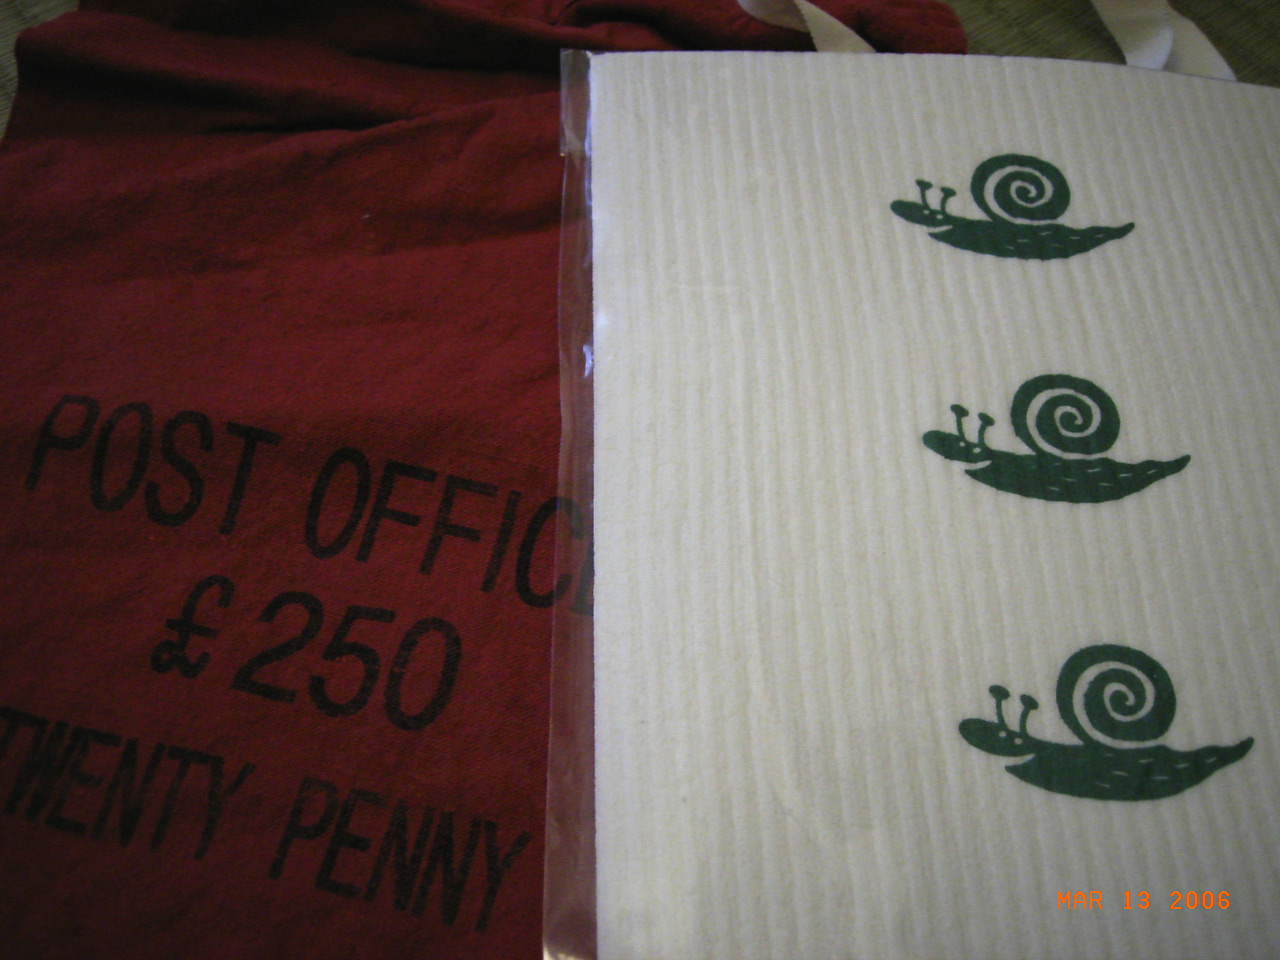 POST OFFICE
£250
TWENTY PENNY
MAR 13 2006